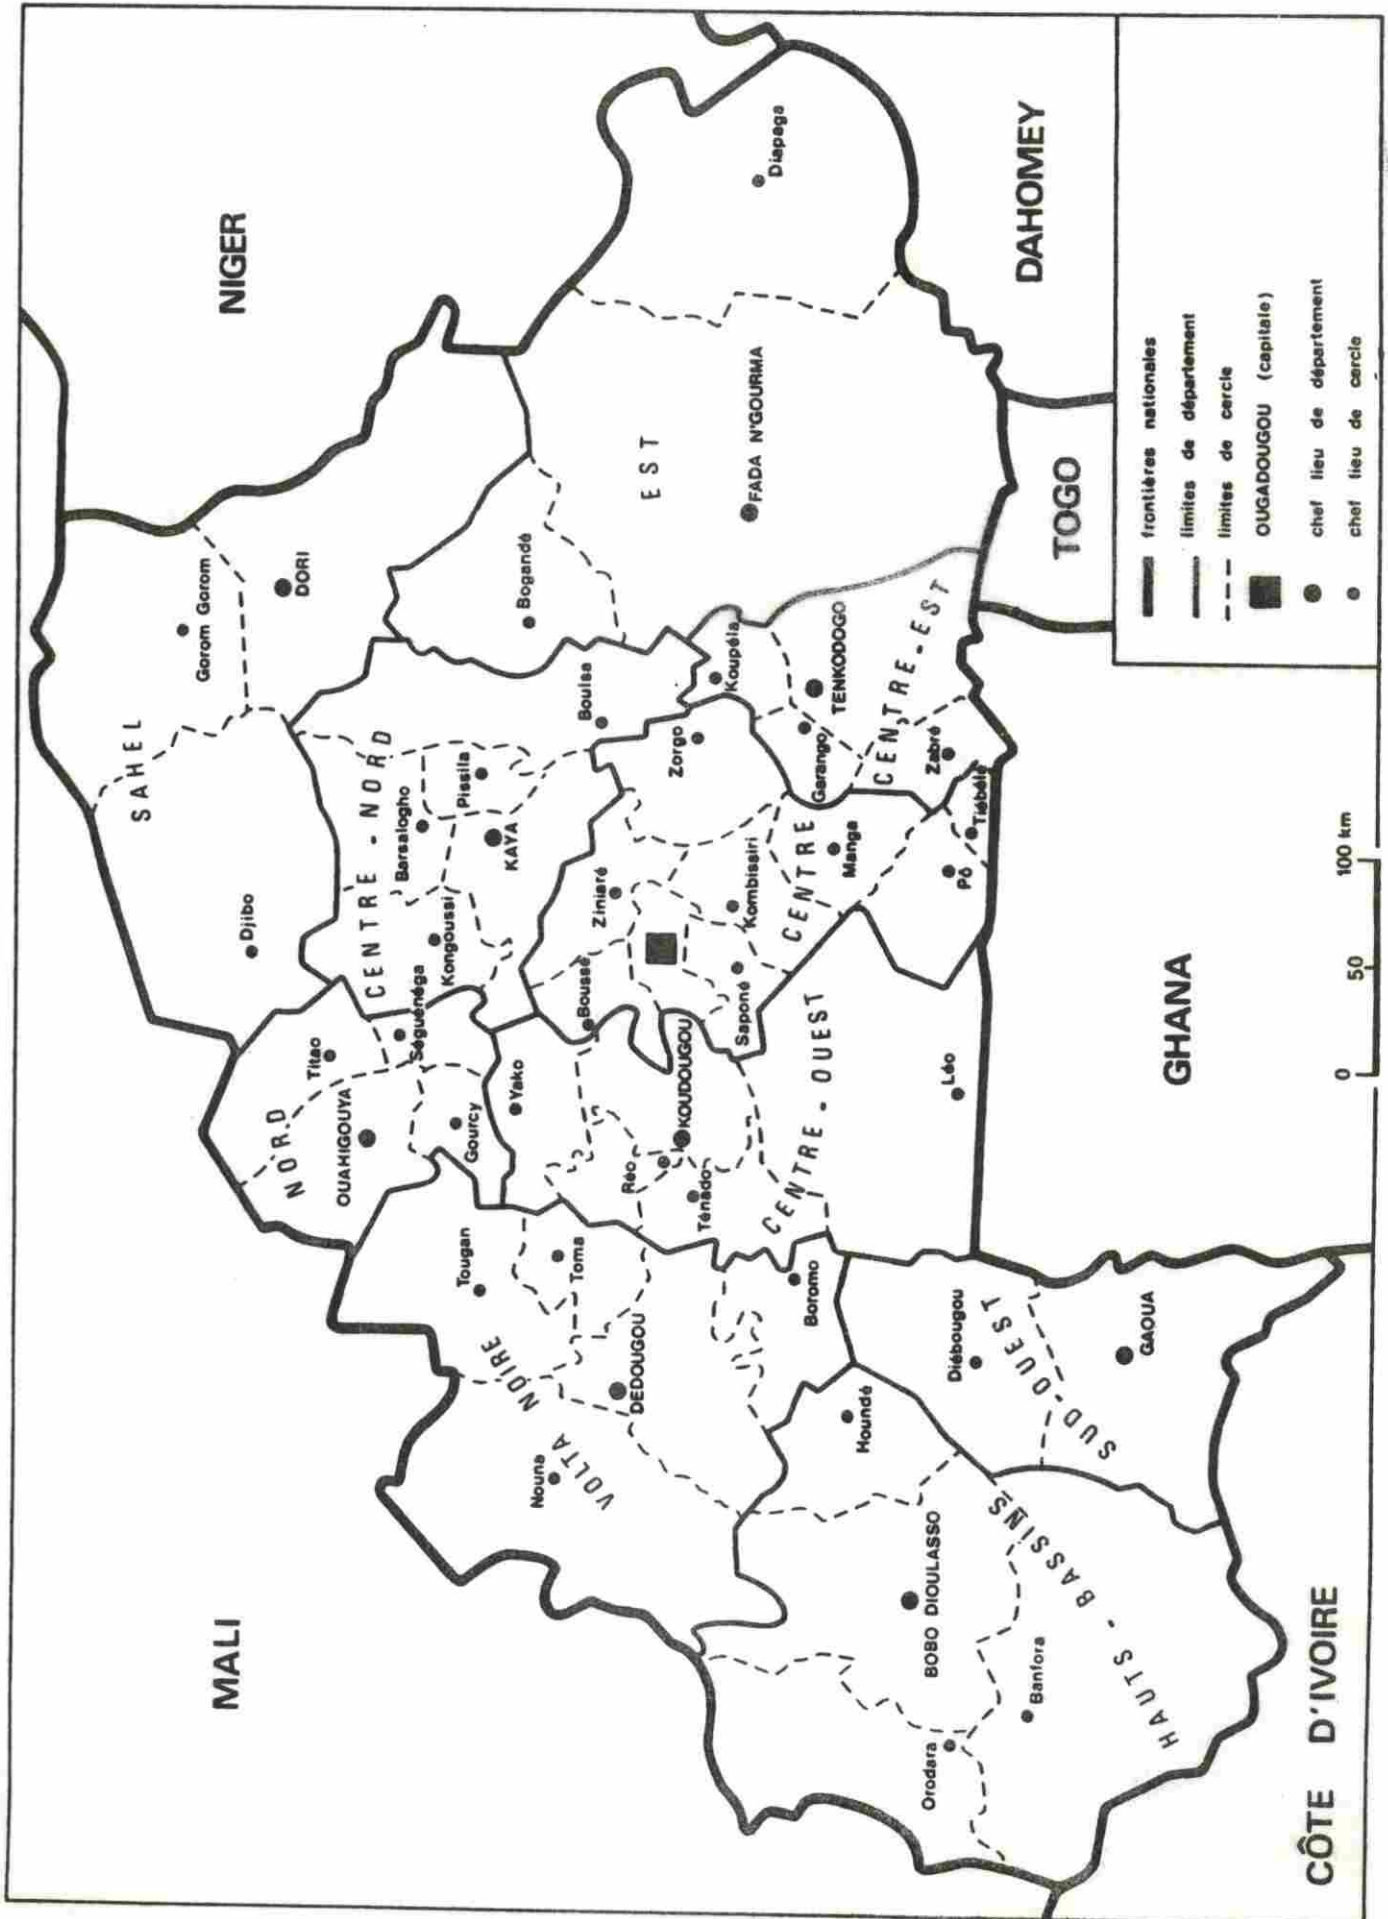 MALI
NIGER
SAHEL
Gorom Gorom
DORI
Djibo
NORD
Titao
OUAHIGOUYA
Séguénéga
Gourcy
CENTRE - NORD
Barsalogho
Pissila
Kongoussi
KAYA
Boulsa
Bogandé
EST
FADA N'GOURMA
Diapaga
VOLTA NOIRE
Tougan
Toma
Nouna
DEDOUGOU
Boromo
Yako
Réo
KOUDOUGOU
Ténado
CENTRE - OUEST
Léo
Boussé
Ziniaré
Zorgo
Saponé
Kombissiri
CENTRE
Manga
Pô
Tiébélé
Koupéla
TENKODOGO
Garango
CENTRE - EST
Zabré
HAUTS - BASSINS
Houndé
BOBO DIOULASSO
Orodara
Banfora
SUD - OUEST
Diébougou
GAOUA
CÔTE D'IVOIRE
GHANA
TOGO
DAHOMEY
0 50 100 km
frontières nationales
limites de département
limites de cercle
OUGADOUGOU (capitale)
chef lieu de département
chef lieu de cercle